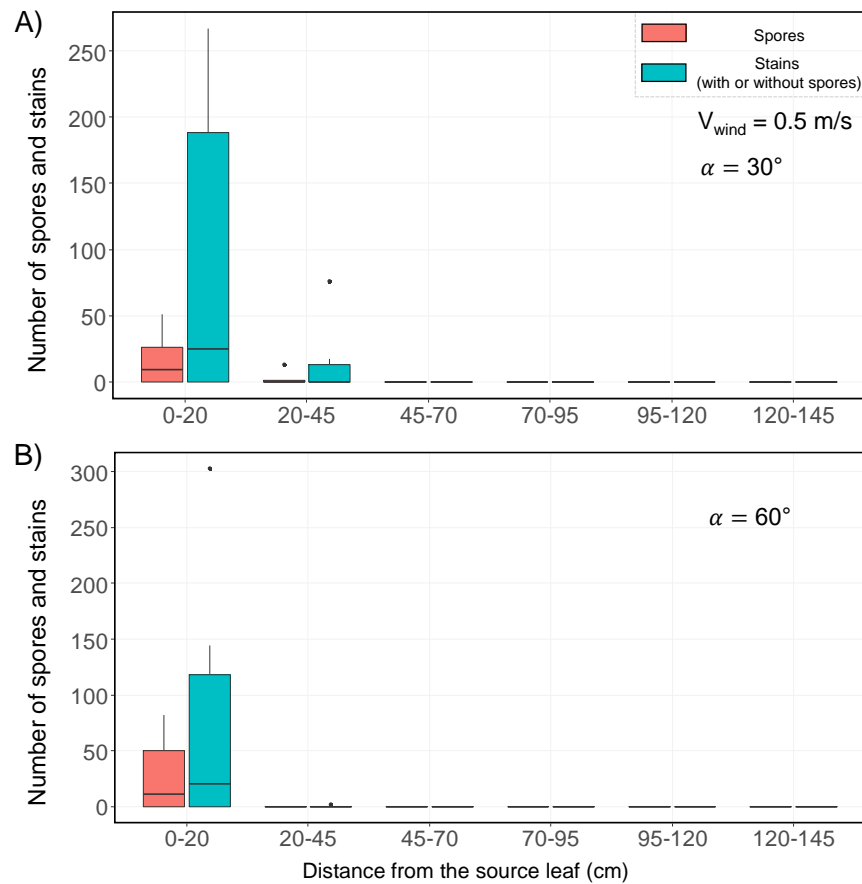 A)
Number of spores and stains
250
200
150
100
50
0
Spores
Stains
(with or without spores)
V_wind = 0.5 m/s
α = 30°
0-20 20-45 45-70 70-95 95-120 120-145
B)
Number of spores and stains
300
250
200
150
100
50
0
α = 60°
0-20 20-45 45-70 70-95 95-120 120-145
Distance from the source leaf (cm)